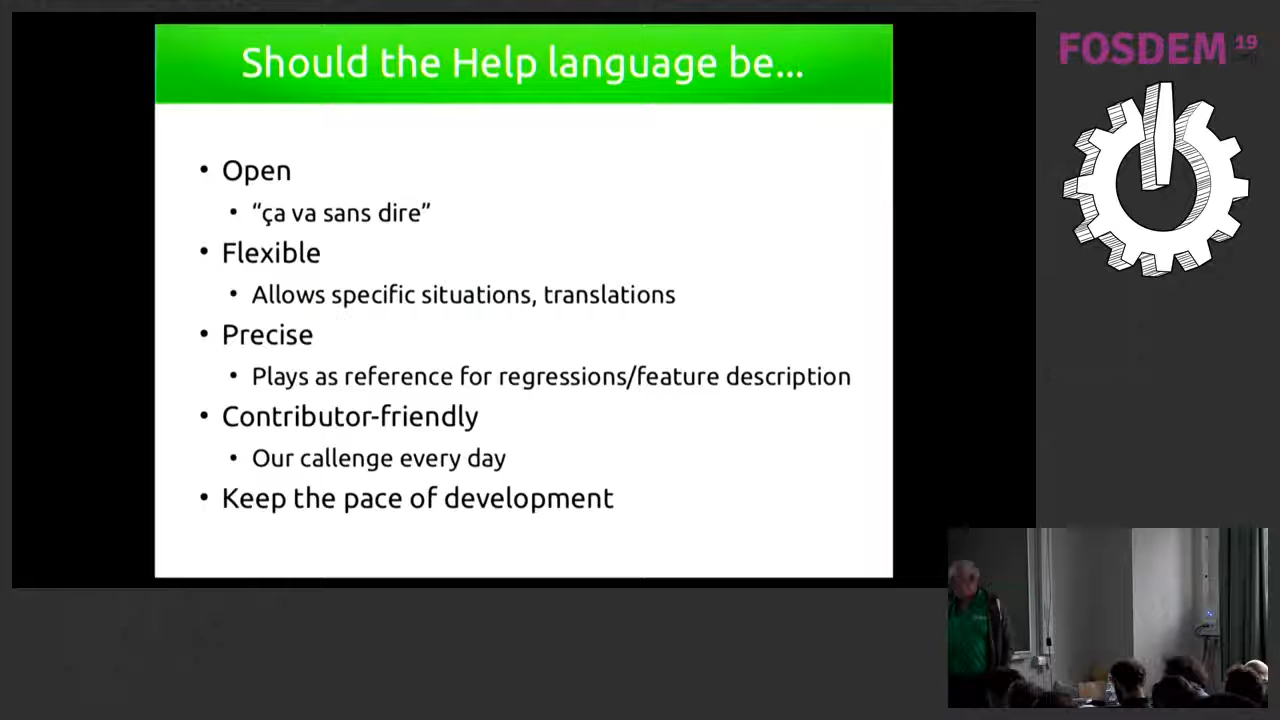 Should the Help language be...
• Open
• “ça va sans dire”
• Flexible
• Allows specific situations, translations
• Precise
• Plays as reference for regressions/feature description
• Contributor-friendly
• Our callenge every day
• Keep the pace of development
FOSDEM 19